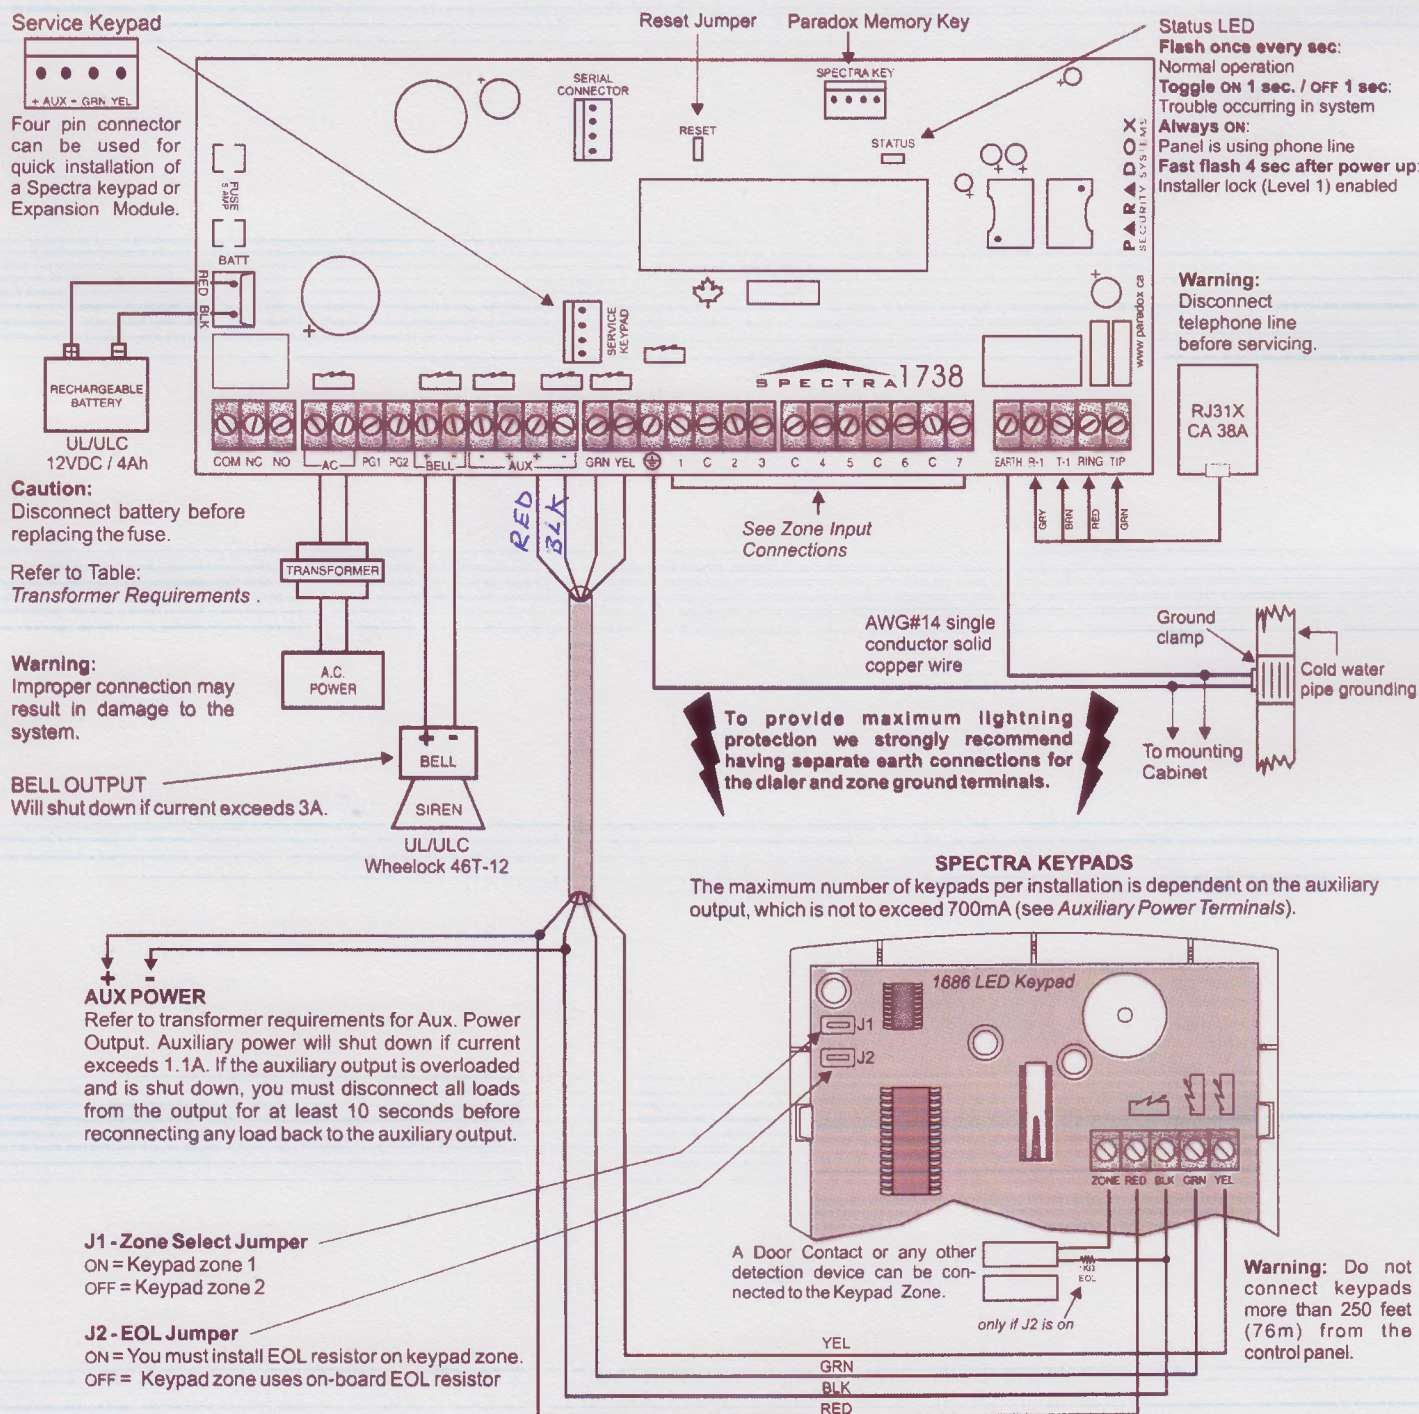 Service Keypad
+ AUX - GRN YEL
Four pin connector
can be used for
quick installation of
a Spectra keypad or
Expansion Module.
Reset Jumper
Paradox Memory Key
Status LED
Flash once every sec:
Normal operation
Toggle ON 1 sec. / OFF 1 sec:
Trouble occurring in system
Always ON:
Panel is using phone line
Fast flash 4 sec after power up:
Installer lock (Level 1) enabled
SERIAL
CONNECTOR
SPECTRA KEY
RESET
STATUS
PARADOX
SECURITY SYSTEMS
www.paradox.ca
FUSE
5 AMP
BATT
RED
BLK
SERVICE
KEYPAD
SPECTRA 1738
RECHARGEABLE
BATTERY
UL/ULC
12VDC / 4Ah
Warning:
Disconnect
telephone line
before servicing.
RJ31X
CA 38A
COM NC NO AC PG1 PG2 + BELL - - AUX + + - GRN YEL 1 C 2 3 C 4 5 C 6 C 7 EARTH R-1 T-1 RING TIP
GRY
BRN
RED
GRN
RED
BLK
See Zone Input
Connections
Caution:
Disconnect battery before
replacing the fuse.
Refer to Table:
Transformer Requirements .
TRANSFORMER
A.C.
POWER
Warning:
Improper connection may
result in damage to the
system.
BELL OUTPUT
Will shut down if current exceeds 3A.
+ -
BELL
SIREN
UL/ULC
Wheelock 46T-12
AWG#14 single
conductor solid
copper wire
Ground
clamp
Cold water
pipe grounding
To mounting
Cabinet
To provide maximum lightning
protection we strongly recommend
having separate earth connections for
the dialer and zone ground terminals.
SPECTRA KEYPADS
The maximum number of keypads per installation is dependent on the auxiliary
output, which is not to exceed 700mA (see Auxiliary Power Terminals).
+ -
AUX POWER
Refer to transformer requirements for Aux. Power
Output. Auxiliary power will shut down if current
exceeds 1.1A. If the auxiliary output is overloaded
and is shut down, you must disconnect all loads
from the output for at least 10 seconds before
reconnecting any load back to the auxiliary output.
1686 LED Keypad
J1
J2
ZONE RED BLK GRN YEL
J1 - Zone Select Jumper
ON = Keypad zone 1
OFF = Keypad zone 2
J2 - EOL Jumper
ON = You must install EOL resistor on keypad zone.
OFF = Keypad zone uses on-board EOL resistor
A Door Contact or any other
detection device can be con-
nected to the Keypad Zone.
1KΩ
EOL
only if J2 is on
Warning: Do not
connect keypads
more than 250 feet
(76m) from the
control panel.
YEL
GRN
BLK
RED